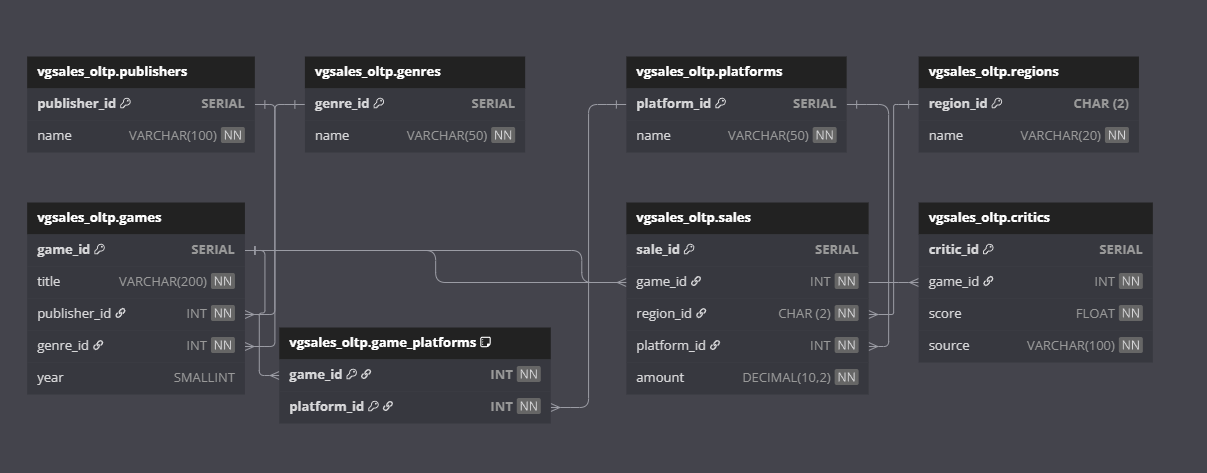 vgsales_oltp.publishers
publisher_id SERIAL
name VARCHAR(100) NN
vgsales_oltp.genres
genre_id SERIAL
name VARCHAR(50) NN
vgsales_oltp.platforms
platform_id SERIAL
name VARCHAR(50) NN
vgsales_oltp.regions
region_id CHAR (2)
name VARCHAR(20) NN
vgsales_oltp.games
game_id SERIAL
title VARCHAR(200) NN
publisher_id INT NN
genre_id INT NN
year SMALLINT
vgsales_oltp.game_platforms
game_id INT NN
platform_id INT NN
vgsales_oltp.sales
sale_id SERIAL
game_id INT NN
region_id CHAR (2) NN
platform_id INT NN
amount DECIMAL(10,2) NN
vgsales_oltp.critics
critic_id SERIAL
game_id INT NN
score FLOAT NN
source VARCHAR(100) NN